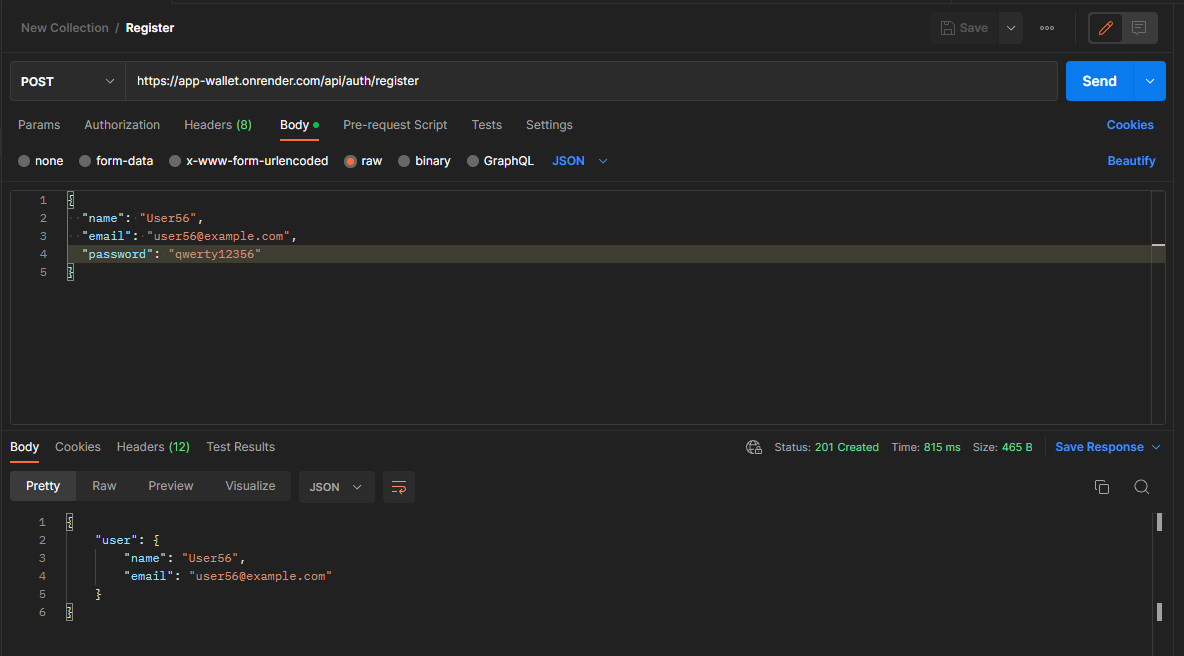 New Collection / Register
Save
POST
https://app-wallet.onrender.com/api/auth/register
Send
Params Authorization Headers (8) Body Pre-request Script Tests Settings Cookies
none form-data x-www-form-urlencoded raw binary GraphQL JSON Beautify
1 {
2 "name": "User56",
3 "email": "user56@example.com",
4 "password": "qwerty12356"
5 }
Body Cookies Headers (12) Test Results Status: 201 Created Time: 815 ms Size: 465 B Save Response
Pretty Raw Preview Visualize JSON
1 {
2 "user": {
3 "name": "User56",
4 "email": "user56@example.com"
5 }
6 }